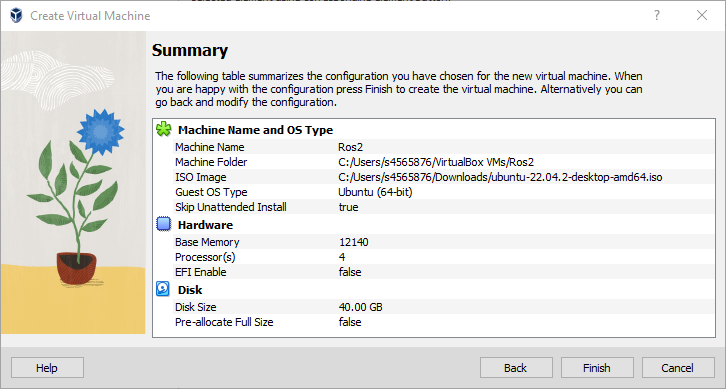 Create Virtual Machine
?
Summary
The following table summarizes the configuration you have chosen for the new virtual machine. When
you are happy with the configuration press Finish to create the virtual machine. Alternatively you can
go back and modify the configuration.
Machine Name and OS Type
Machine Name Ros2
Machine Folder C:/Users/s4565876/VirtualBox VMs/Ros2
ISO Image C:/Users/s4565876/Downloads/ubuntu-22.04.2-desktop-amd64.iso
Guest OS Type Ubuntu (64-bit)
Skip Unattended Install true
Hardware
Base Memory 12140
Processor(s) 4
EFI Enable false
Disk
Disk Size 40.00 GB
Pre-allocate Full Size false
Help Back Finish Cancel